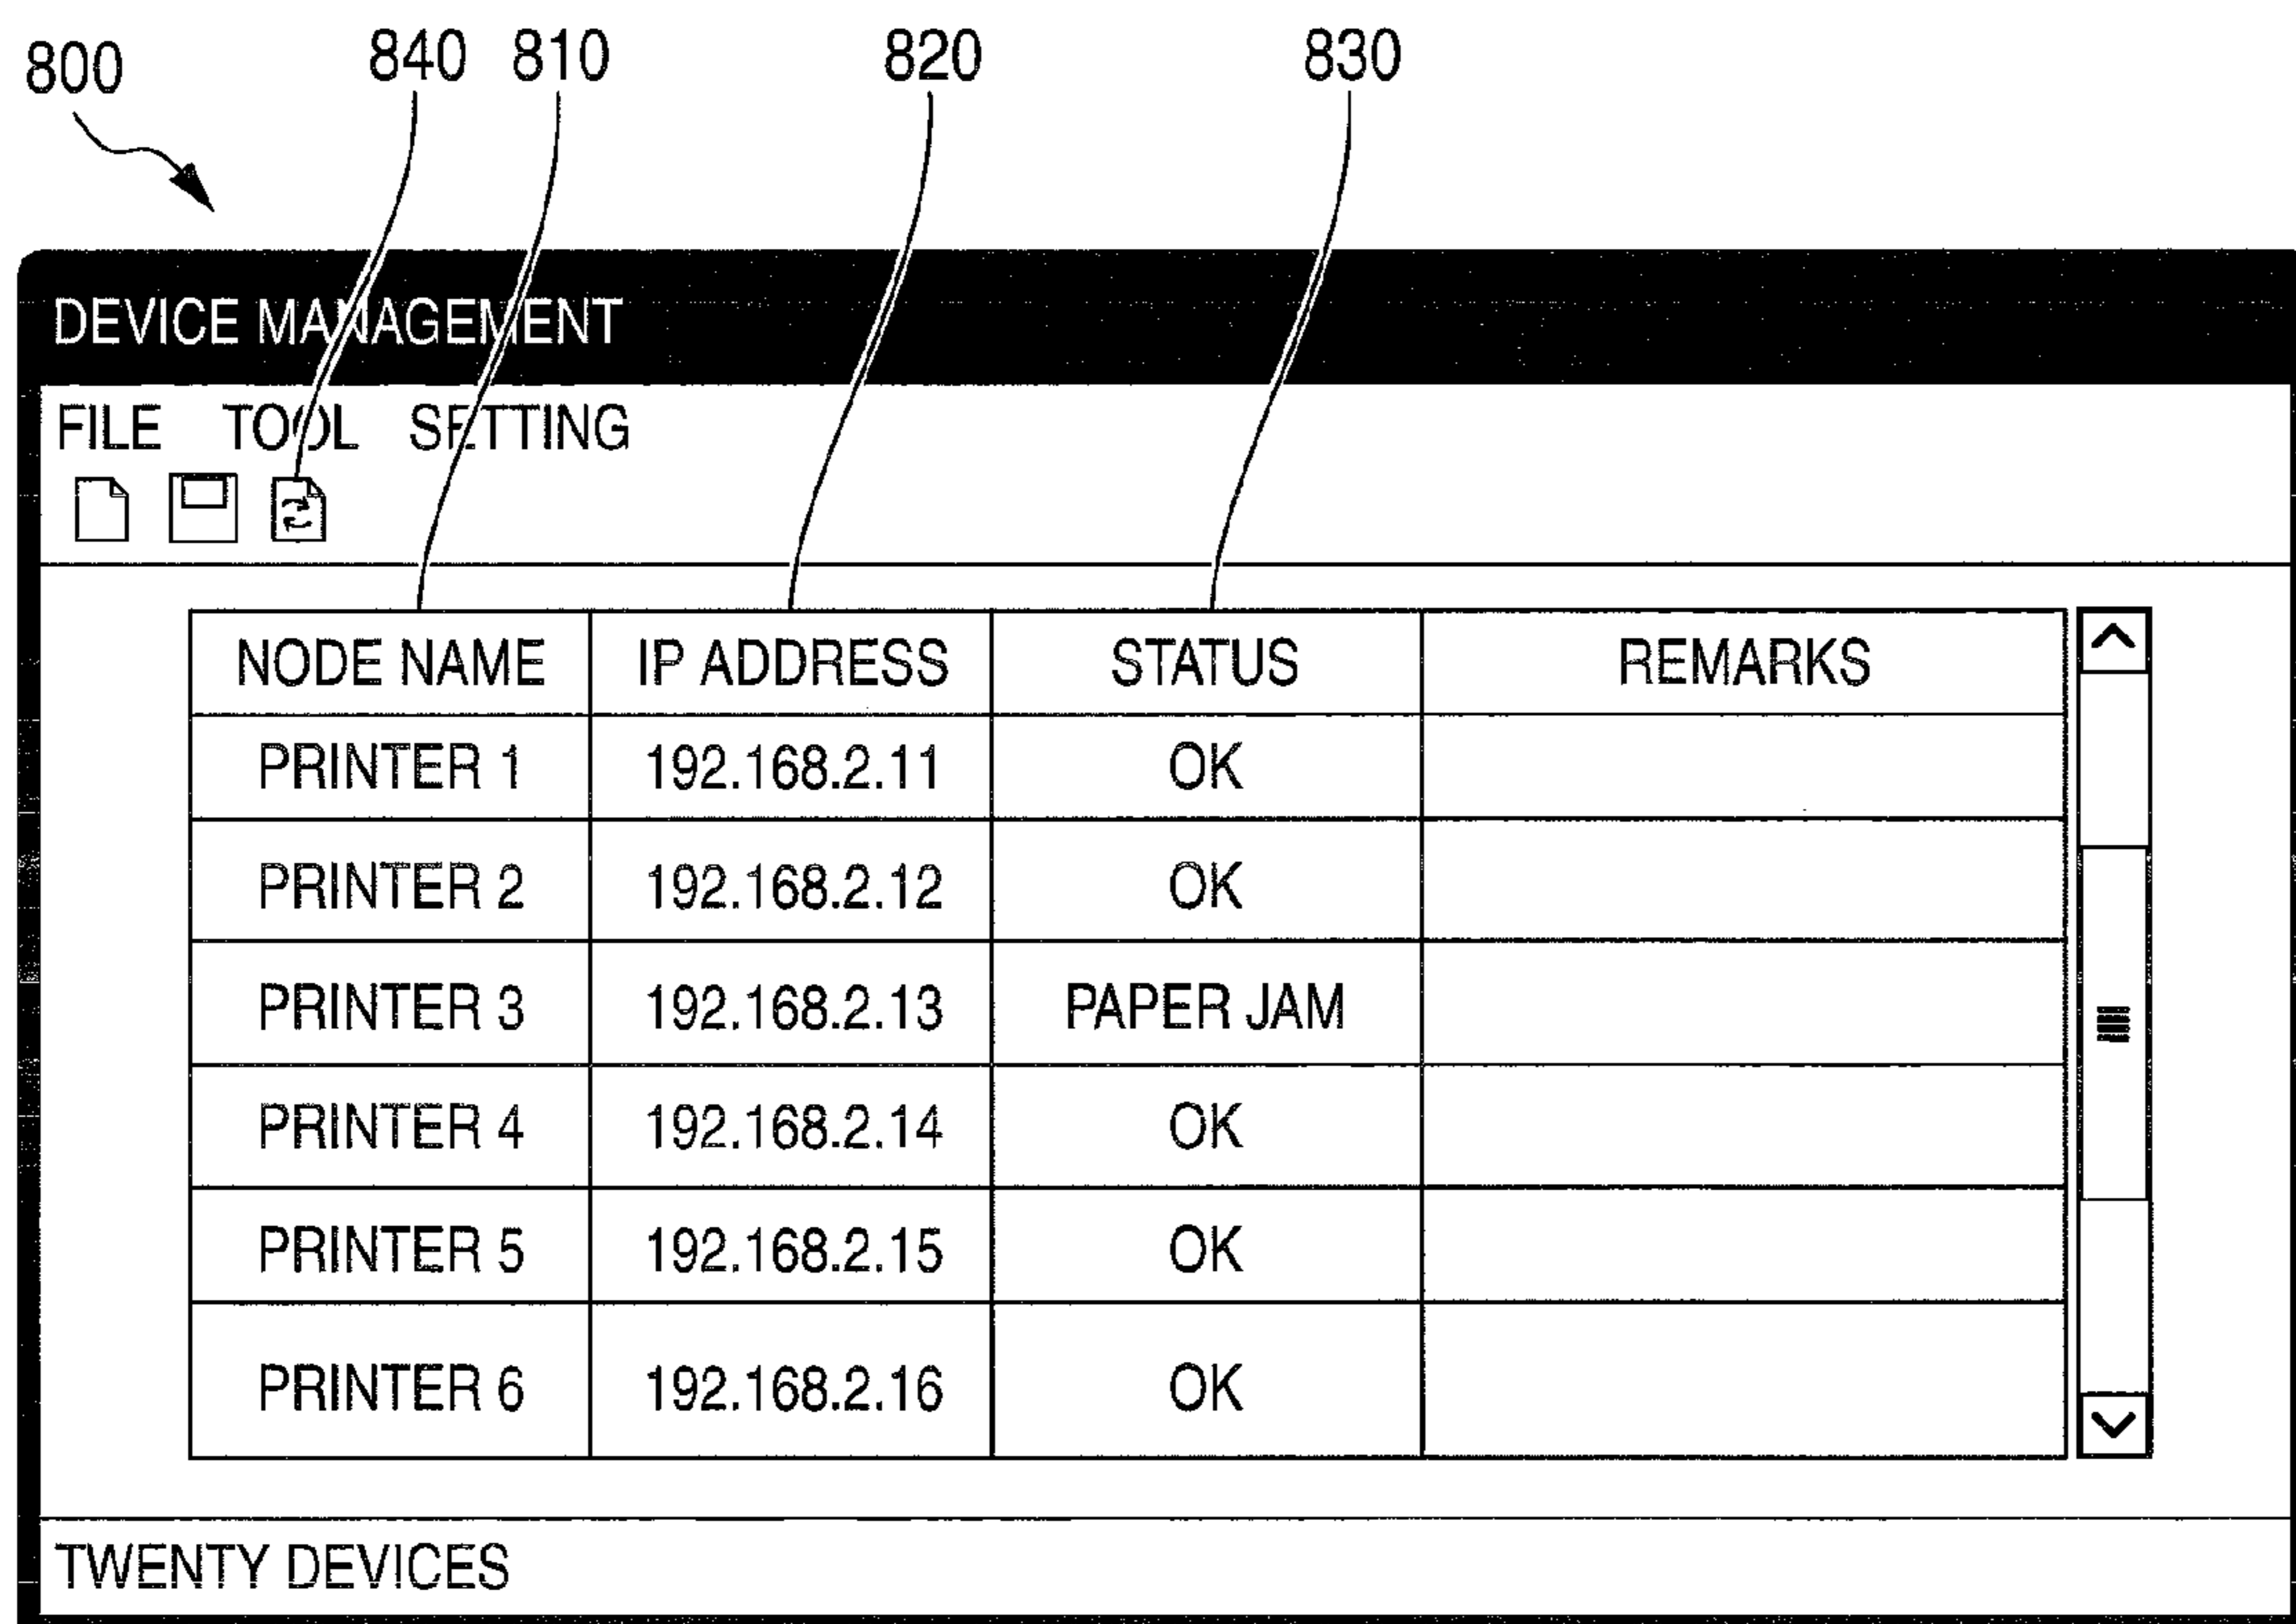 800 840 810 820 830
DEVICE MANAGEMENT
FILE TOOL SETTING
NODE NAME IP ADDRESS STATUS REMARKS
PRINTER 1 192.168.2.11 OK
PRINTER 2 192.168.2.12 OK
PRINTER 3 192.168.2.13 PAPER JAM
PRINTER 4 192.168.2.14 OK
PRINTER 5 192.168.2.15 OK
PRINTER 6 192.168.2.16 OK
TWENTY DEVICES